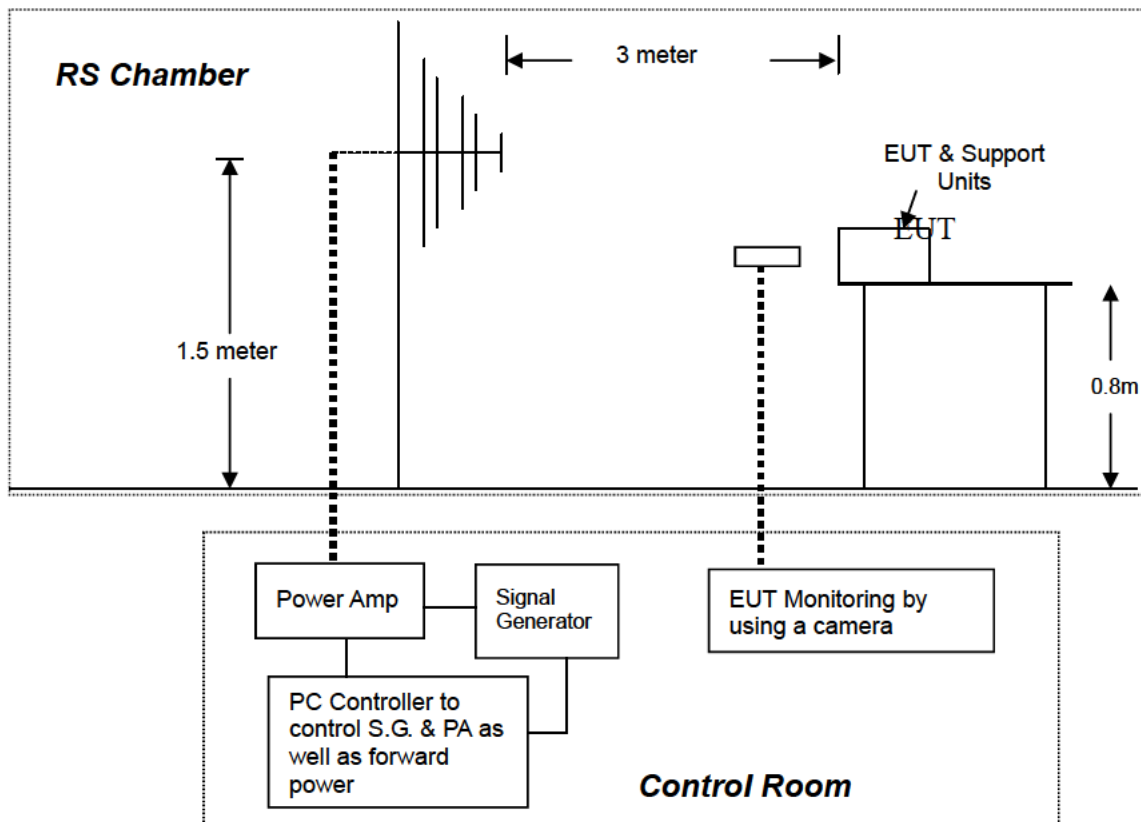 RS Chamber
3 meter
EUT & Support
Units
EUT
1.5 meter
0.8m
Power Amp
Signal
Generator
EUT Monitoring by
using a camera
PC Controller to
control S.G. & PA as
well as forward
power
Control Room